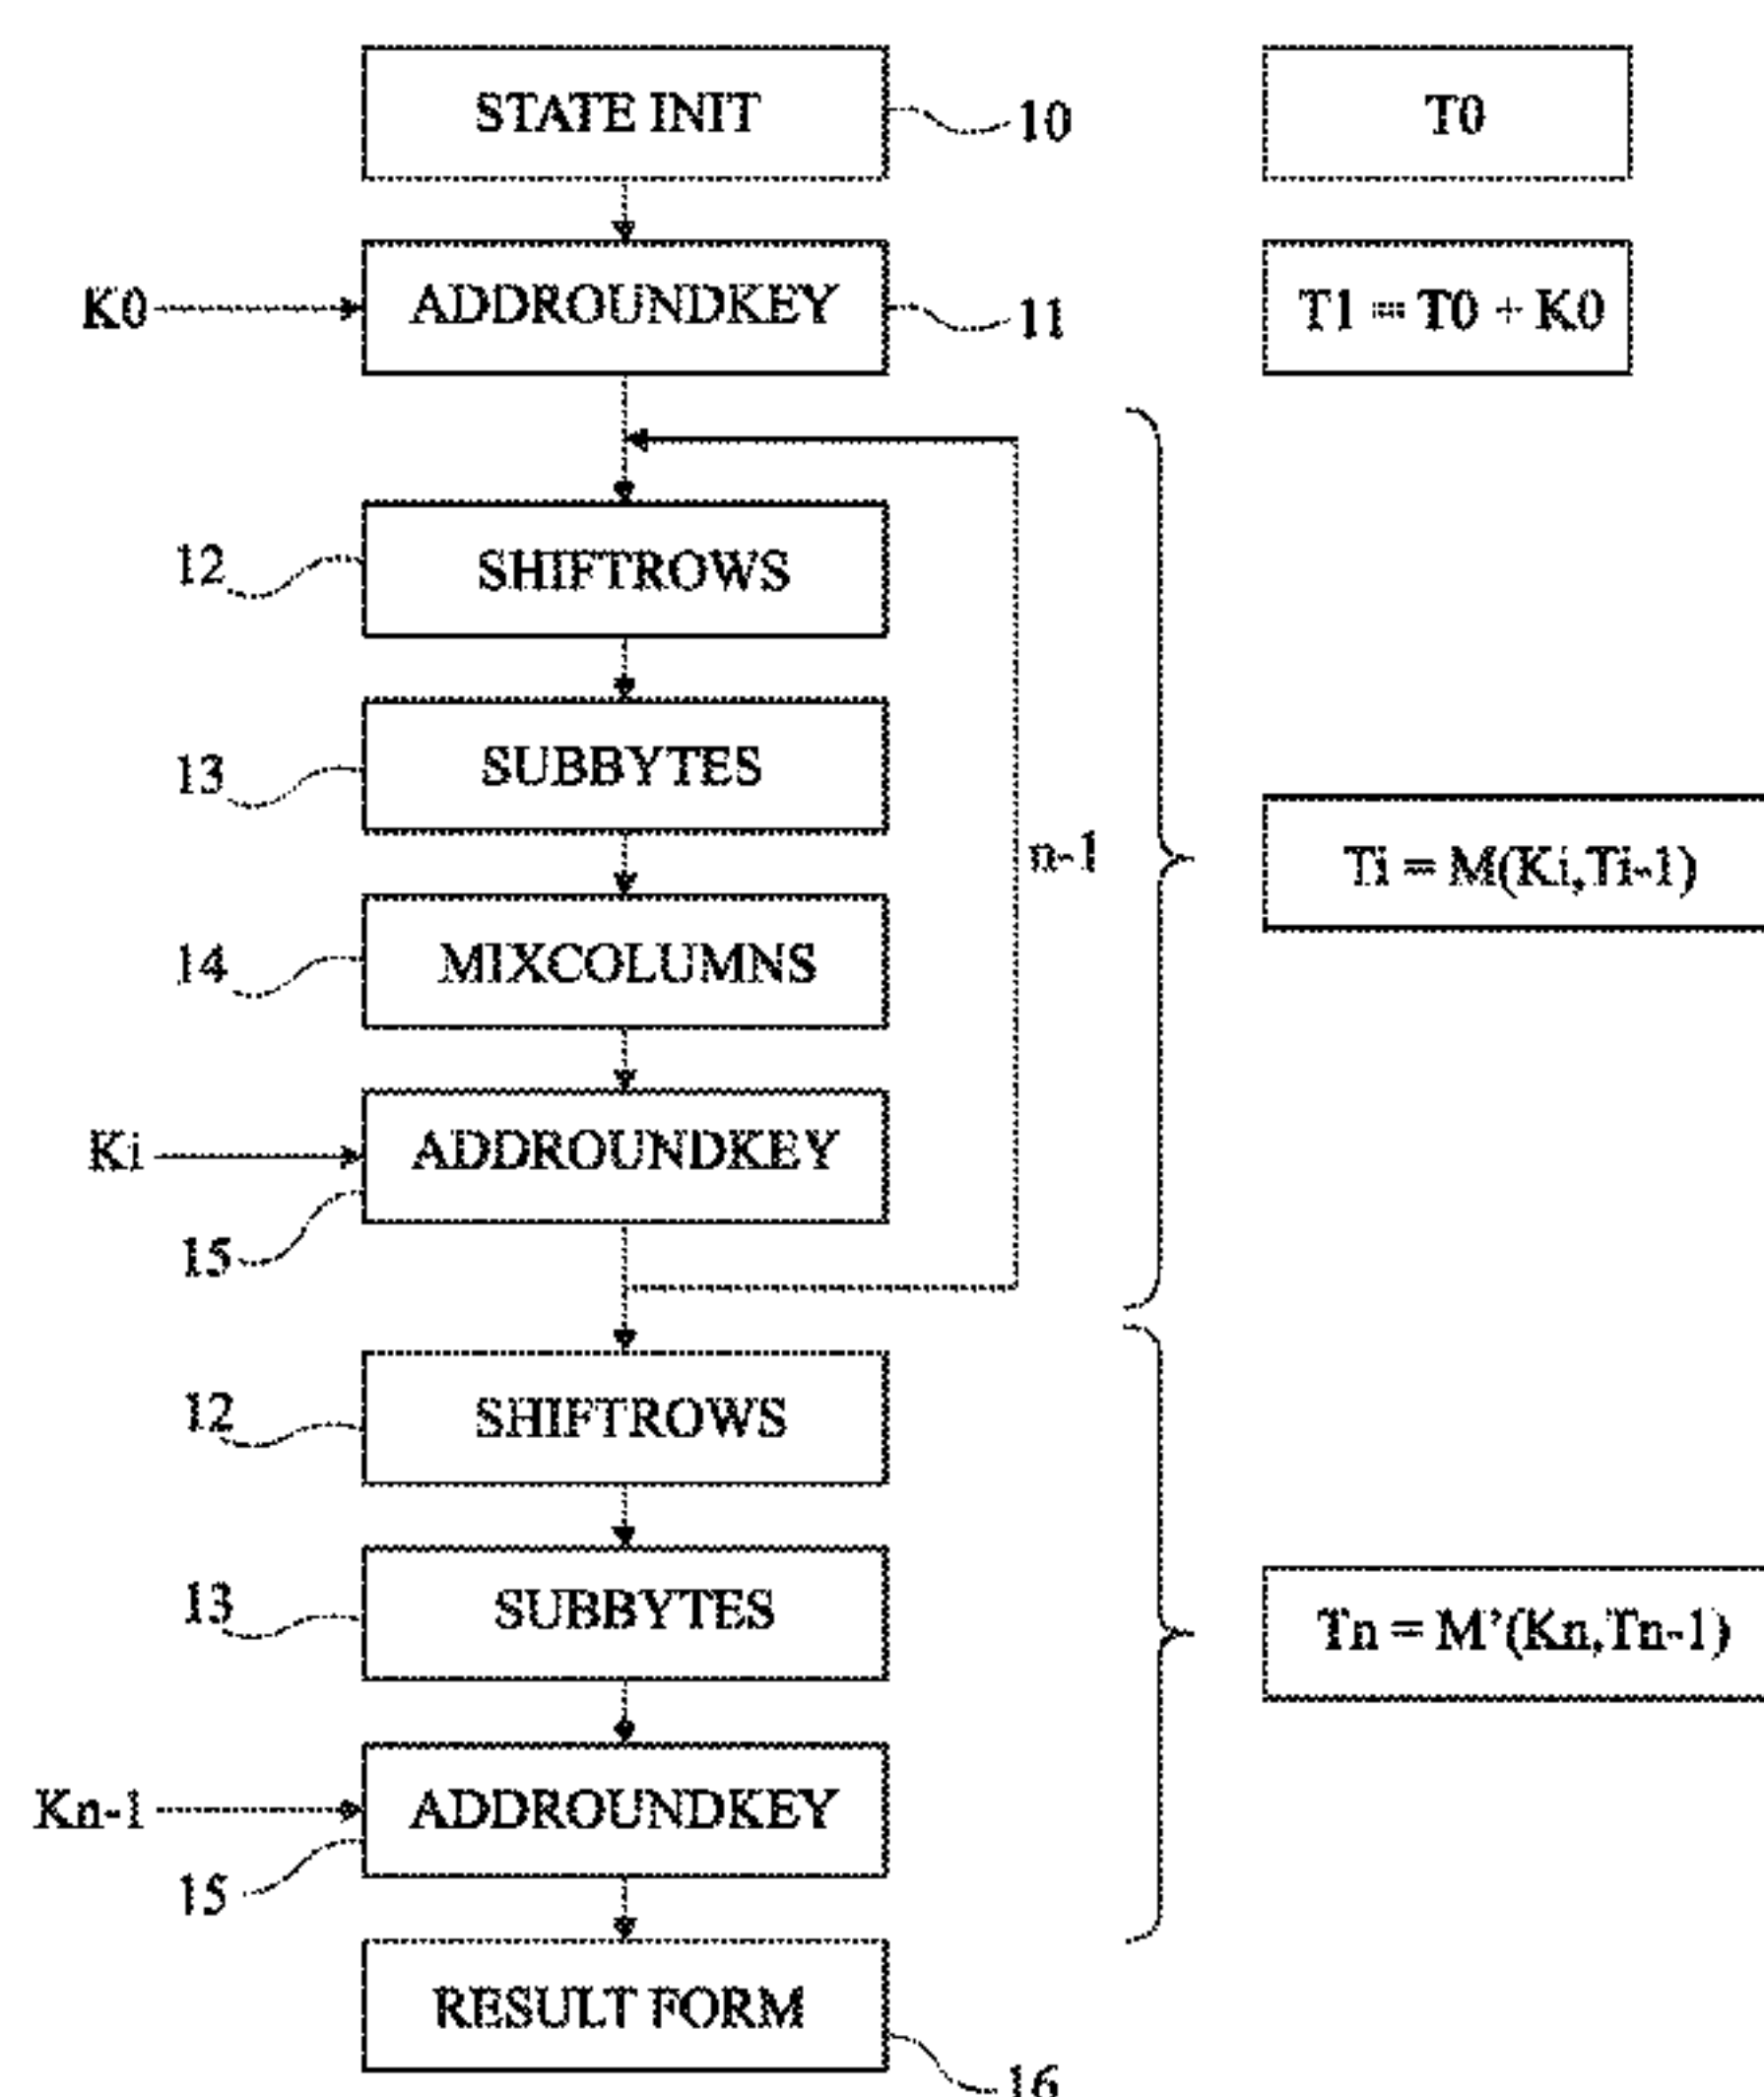 STATE INIT
10
T0
K0
ADDROUNDKEY
11
T1 = T0 + K0
12
SHIFTROWS
13
SUBBYTES
n-1
Ti = M(Ki,Ti-1)
14
MIXCOLUMNS
Ki
ADDROUNDKEY
15
12
SHIFTROWS
13
SUBBYTES
Tn = M'(Kn,Tn-1)
Kn-1
ADDROUNDKEY
15
RESULT FORM
16